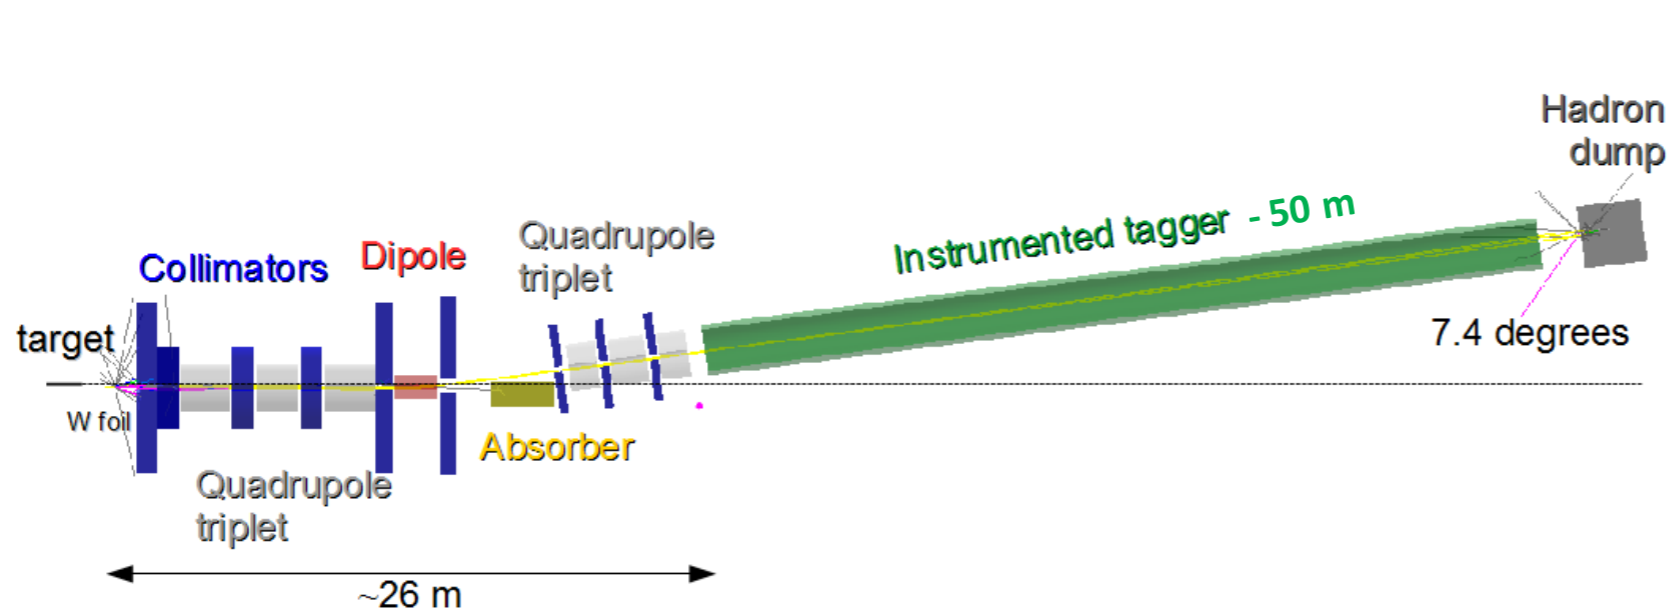 Hadron
dump
Instrumented tagger - 50 m
Quadrupole
triplet
Dipole
Collimators
target
7.4 degrees
W foil
Absorber
Quadrupole
triplet
~26 m